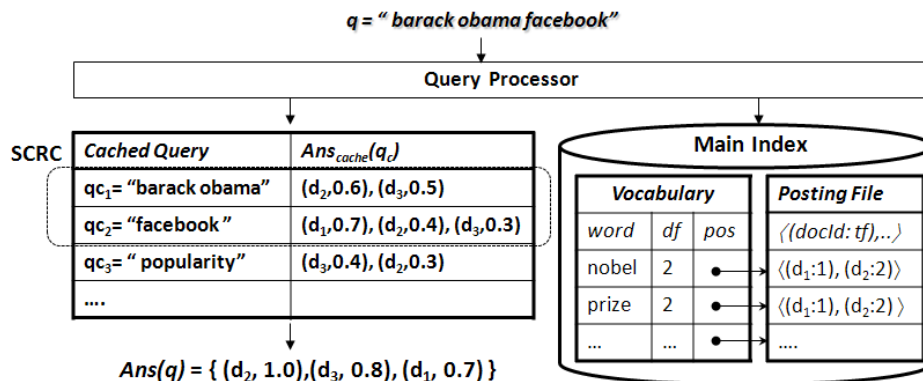 q = " barack obama facebook"
Query Processor
SCRC
Cached Query Ans_cache(q_c)
qc₁= "barack obama" (d₂,0.6), (d₃,0.5)
qc₂= "facebook " (d₁,0.7), (d₂,0.4), (d₃,0.3)
qc₃= " popularity" (d₃,0.4), (d₂,0.3)
....
Ans(q) = { (d₂, 1.0),(d₃, 0.8), (d₁, 0.7) }
Main Index
Vocabulary
word df pos
nobel 2
prize 2
... ...
Posting File
⟨(docId: tf),..⟩
⟨(d₁:1), (d₂:2)⟩
⟨(d₁:1), (d₂:2) ⟩
....